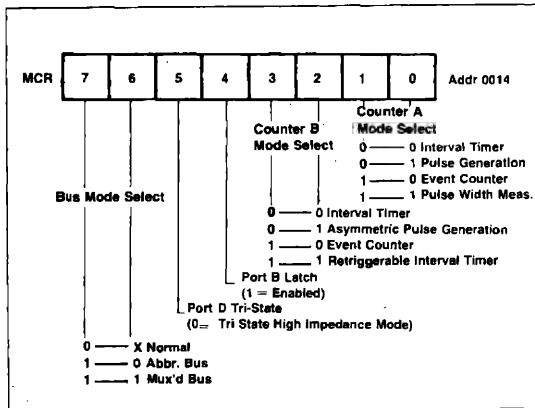 MCR 7 6 5 4 3 2 1 0 Addr 0014
Counter A
Mode Select
0 — 0 Interval Timer
0 1 Pulse Generation
1 — 0 Event Counter
1 1 Pulse Width Meas.
Counter B
Mode Select
0 — 0 Interval Timer
0 1 Asymmetric Pulse Generation
1 — 0 Event Counter
1 — 1 Retriggerable Interval Timer
Bus Mode Select
Port B Latch
(1 = Enabled)
Port D Tri-State
(0= Tri State High Impedance Mode)
0 — X Normal
1 — 0 Abbr. Bus
1 — 1 Mux'd Bus